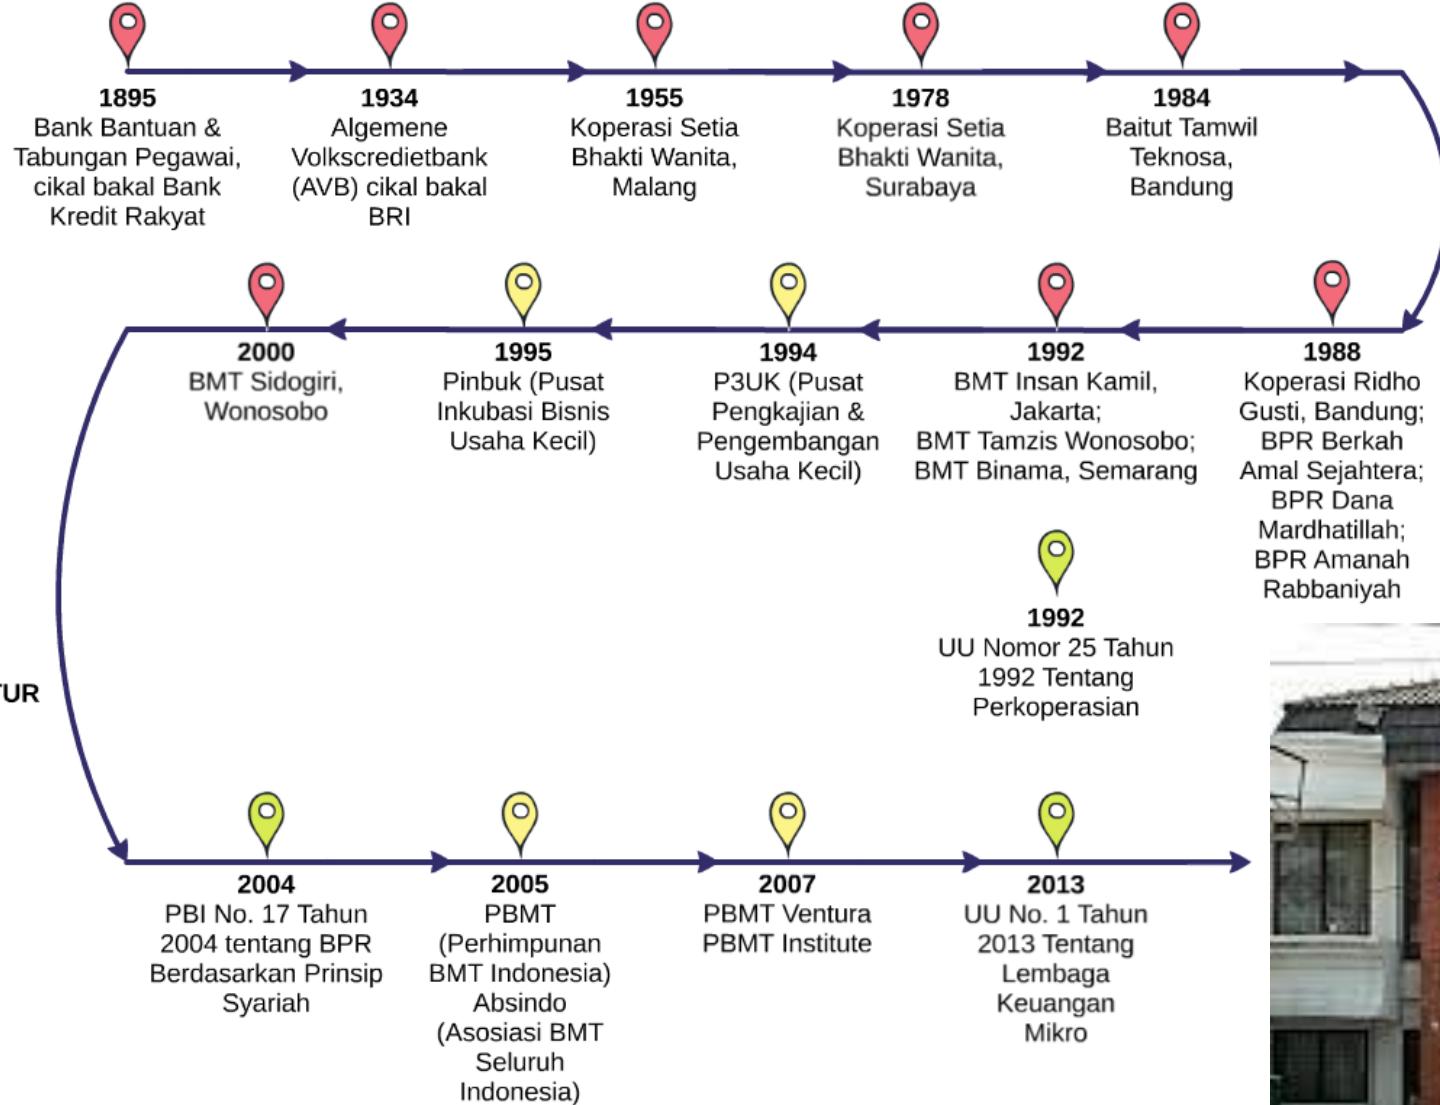 1895
Bank Bantuan &
Tabungan Pegawai,
cikal bakal Bank
Kredit Rakyat
1934
Algemene
Volkscredietbank
(AVB) cikal bakal
BRI
1955
Koperasi Setia
Bhakti Wanita,
Malang
1978
Koperasi Setia
Bhakti Wanita,
Surabaya
1984
Baitut Tamwil
Teknosa,
Bandung
1988
Koperasi Ridho
Gusti, Bandung;
BPR Berkah
Amal Sejahtera;
BPR Dana
Mardhatillah;
BPR Amanah
Rabbaniyah
1992
BMT Insan Kamil,
Jakarta;
BMT Tamzis Wonosobo;
BMT Binama, Semarang
1992
UU Nomor 25 Tahun
1992 Tentang
Perkoperasian
1994
P3UK (Pusat
Pengkajian &
Pengembangan
Usaha Kecil)
1995
Pinbuk (Pusat
Inkubasi Bisnis
Usaha Kecil)
2000
BMT Sidogiri,
Wonosobo
TUR
2004
PBI No. 17 Tahun
2004 tentang BPR
Berdasarkan Prinsip
Syariah
2005
PBMT
(Perhimpunan
BMT Indonesia)
Absindo
(Asosiasi BMT
Seluruh
Indonesia)
2007
PBMT Ventura
PBMT Institute
2013
UU No. 1 Tahun
2013 Tentang
Lembaga
Keuangan
Mikro